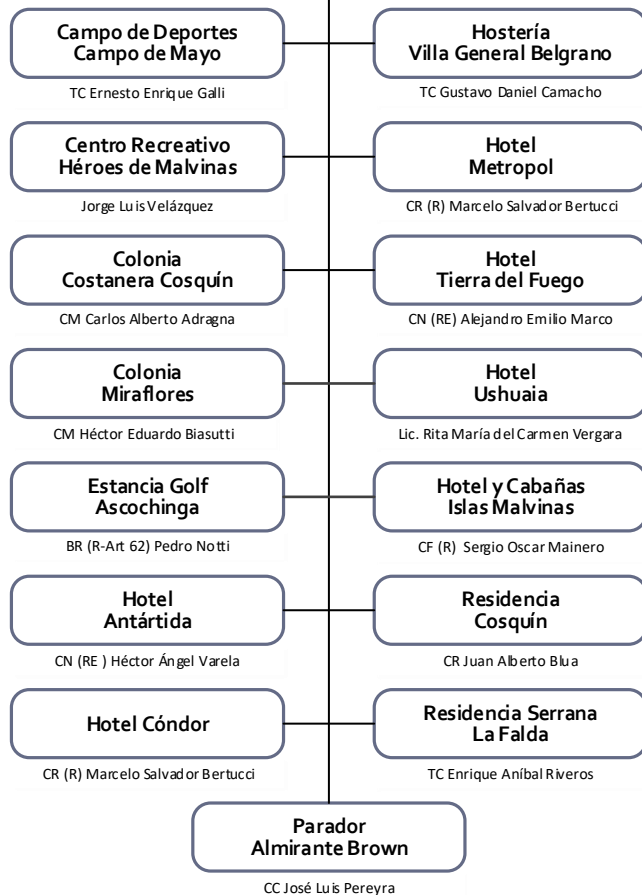 Campo de Deportes
Campo de Mayo
TC Ernesto Enrique Galli
Hostería
Villa General Belgrano
TC Gustavo Daniel Camacho
Centro Recreativo
Héroes de Malvinas
Jorge Luis Velázquez
Hotel
Metropol
CR (R) Marcelo Salvador Bertucci
Colonia
Costanera Cosquín
CM Carlos Alberto Adragna
Hotel
Tierra del Fuego
CN (RE) Alejandro Emilio Marco
Colonia
Miraflores
CM Héctor Eduardo Biasutti
Hotel
Ushuaia
Lic. Rita María del Carmen Vergara
Estancia Golf
Ascochinga
BR (R-Art 62) Pedro Notti
Hotel y Cabañas
Islas Malvinas
CF (R) Sergio Oscar Mainero
Hotel
Antártida
CN (RE ) Héctor Ángel Varela
Residencia
Cosquín
CR Juan Alberto Blua
Hotel Cóndor
CR (R) Marcelo Salvador Bertucci
Residencia Serrana
La Falda
TC Enrique Aníbal Riveros
Parador
Almirante Brown
CC José Luis Pereyra